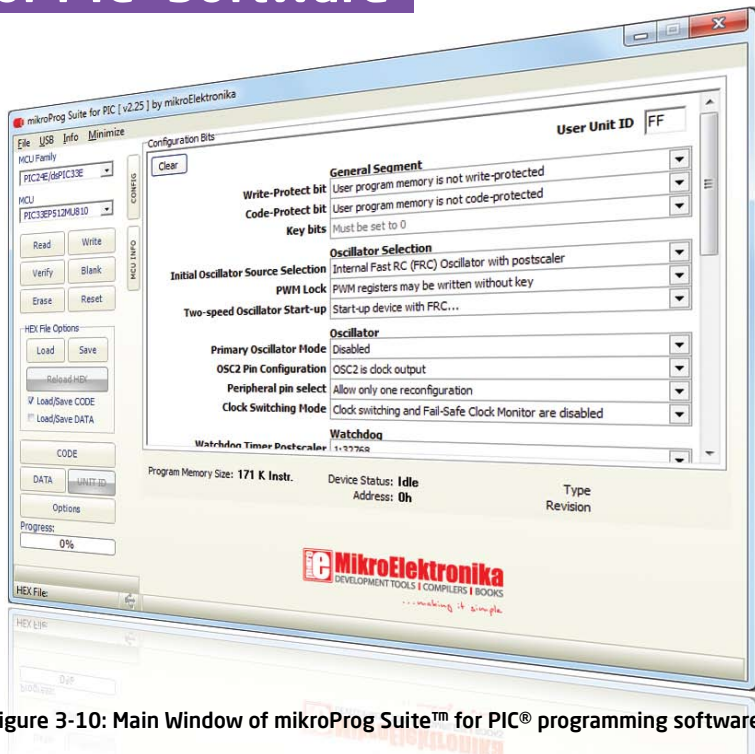 mikroProg Suite for PIC [ v2.25 ] by mikroElektronika
File USB Info Minimize
MCU Family
PIC24E/dsPIC33E
MCU
PIC33EP512MU810
Read Write
Verify Blank
Erase Reset
HEX File Options
Load Save
Reload HEX
Load/Save CODE
Load/Save DATA
CODE
DATA UNIT ID
Options
Progress:
0%
HEX File:
CONFIG
MCU INFO
Configuration Bits
Clear
User Unit ID FF
General Segment
Write-Protect bit User program memory is not write-protected
Code-Protect bit User program memory is not code-protected
Key bits Must be set to 0
Oscillator Selection
Initial Oscillator Source Selection Internal Fast RC (FRC) Oscillator with postscaler
PWM Lock PWM registers may be written without key
Two-speed Oscillator Start-up Start-up device with FRC...
Oscillator
Primary Oscillator Mode Disabled
OSC2 Pin Configuration OSC2 is clock output
Peripheral pin select Allow only one reconfiguration
Clock Switching Mode Clock switching and Fail-Safe Clock Monitor are disabled
Watchdog
Watchdog Timer Postscaler 1:32768
Program Memory Size: 171 K Instr.
Device Status: Idle
Address: 0h
Type
Revision
MikroElektronika
DEVELOPMENT TOOLS | COMPILERS | BOOKS
...making it simple
igure 3-10: Main Window of mikroProg Suite™ for PIC® programming software